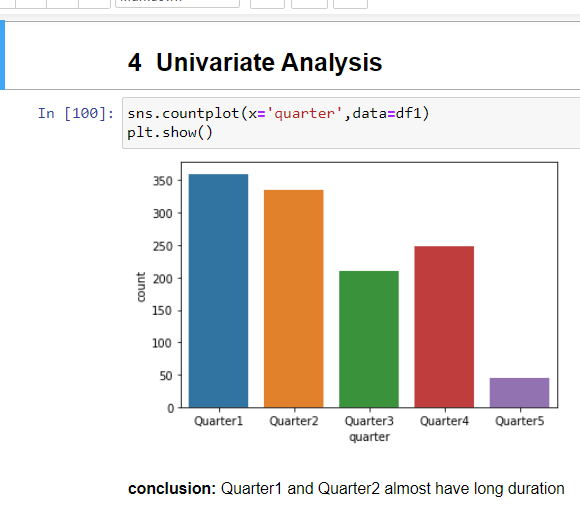 4 Univariate Analysis
In [100]: sns.countplot(x='quarter',data=df1)
plt.show()
350
300
250
200
150
100
50
0
count
Quarter1 Quarter2 Quarter3 Quarter4 Quarter5
quarter
conclusion: Quarter1 and Quarter2 almost have long duration